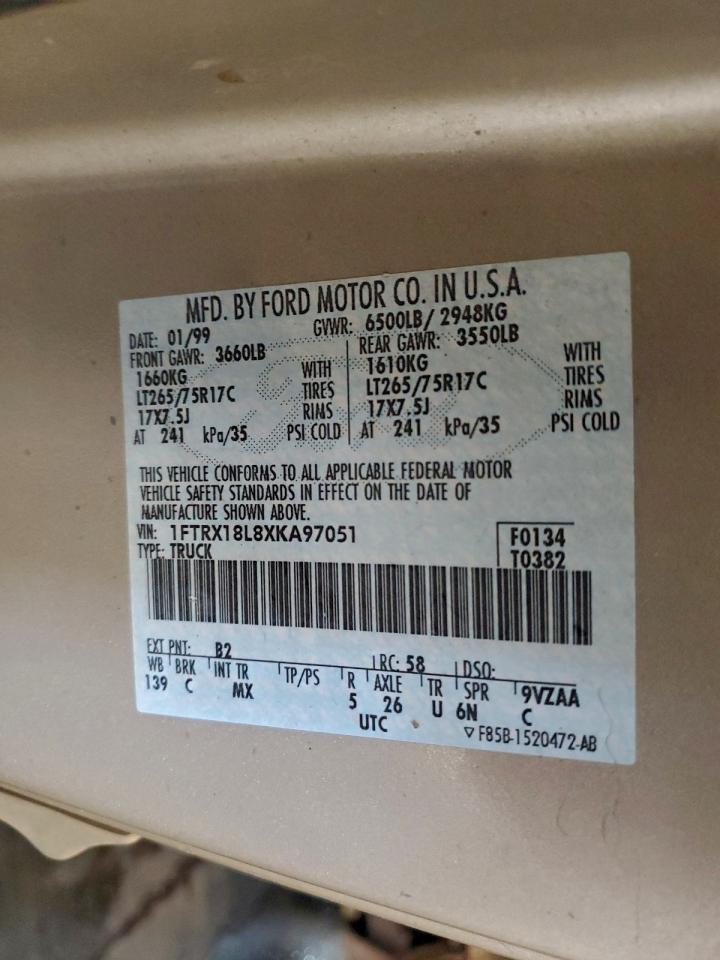 MFD. BY FORD MOTOR CO. IN U.S.A.
DATE: 01/99 GVWR: 6500LB/ 2948KG
FRONT GAWR: 3660LB REAR GAWR: 3550LB
1660KG WITH 1610KG WITH
LT265/75R17C TIRES LT265/75R17C TIRES
17X7.5J RIMS 17X7.5J RIMS
AT 241 kPa/35 PSI COLD AT 241 kPa/35 PSI COLD
THIS VEHICLE CONFORMS TO ALL APPLICABLE FEDERAL MOTOR
VEHICLE SAFETY STANDARDS IN EFFECT ON THE DATE OF
MANUFACTURE SHOWN ABOVE.
VIN: 1FTRX18L8XKA97051 F0134
TYPE: TRUCK T0382
EXT PNT: B2 RC: 58 DSO:
WB BRK INT TR TP/PS R AXLE TR SPR 9VZAA
139 C MX 5 26 U 6N C
UTC ▽ F85B-1520472-AB